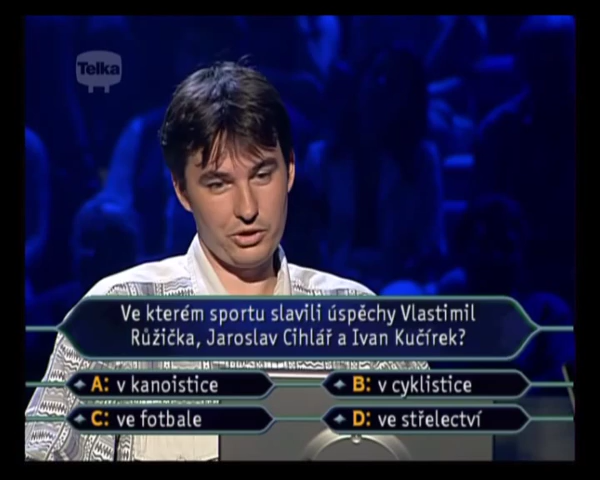 Telka
Ve kterém sportu slavili úspěchy Vlastimil
Růžička, Jaroslav Cihlář a Ivan Kučírek?
A: v kanoistice
B: v cyklistice
C: ve fotbale
D: ve střelectví